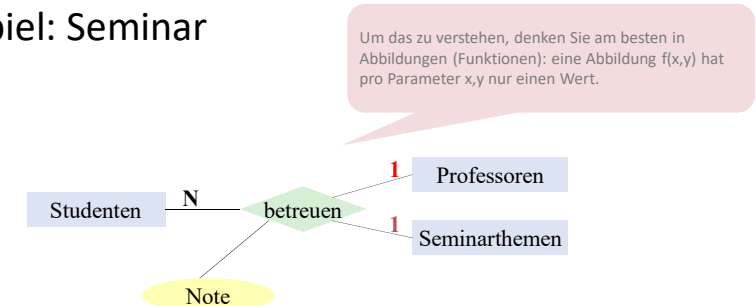 piel: Seminar
Um das zu verstehen, denken Sie am besten in
Abbildungen (Funktionen): eine Abbildung f(x,y) hat
pro Parameter x,y nur einen Wert.
1 Professoren
Studenten N betreuen
1 Seminarthemen
Note